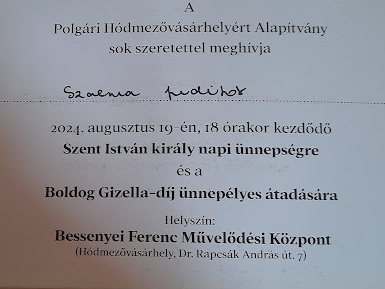 A
Polgári Hódmezővásárhelyért Alapítvány
sok szeretettel meghívja
2024. augusztus 19-én, 18 órakor kezdődő
Szent István király napi ünnepségre
és a
Boldog Gizella-díj ünnepélyes átadására
Helyszín:
Bessenyei Ferenc Művelődési Központ
(Hódmezővásárhely, Dr. Rapcsák András út. 7)